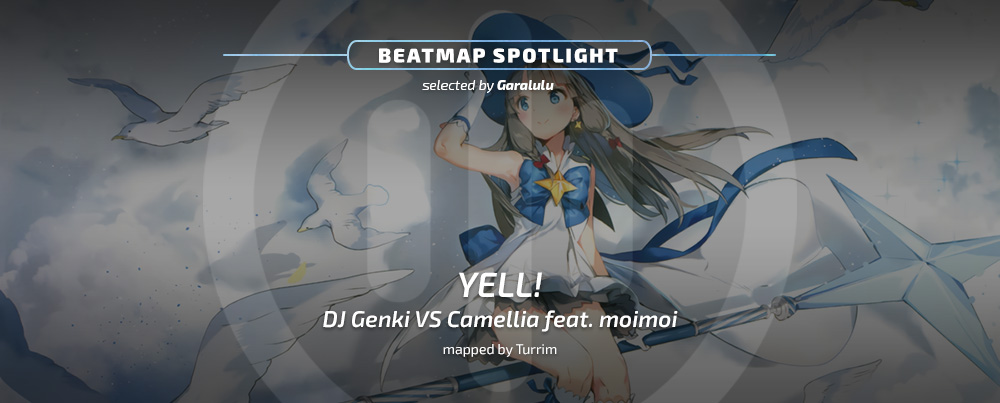 BEATMAP SPOTLIGHT
selected by Garalulu
YELL!
DJ Genki VS Camellia feat. moimoi
mapped by Turrim